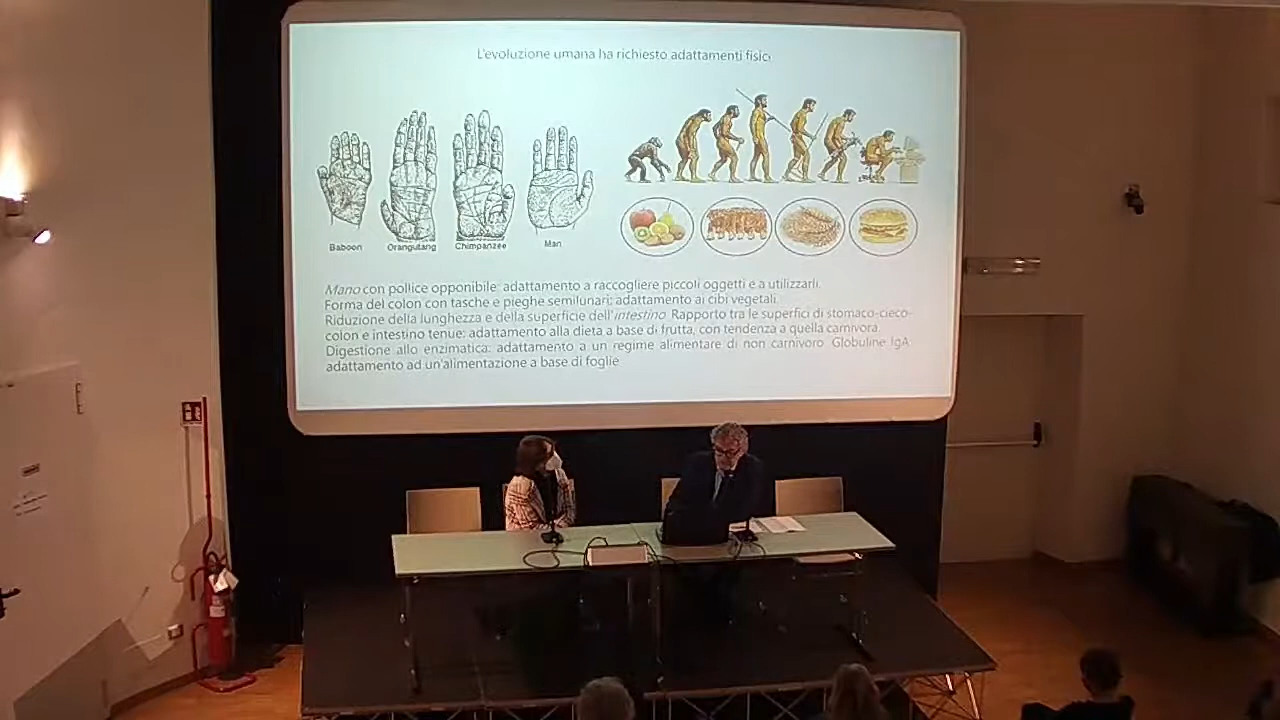 L'evoluzione umana ha richiesto adattamenti fisici
Baboon
Orangutang
Chimpanzee
Man
Mano con pollice opponibile: adattamento a raccogliere piccoli oggetti e a utilizzarli.
Forma del colon con tasche e pieghe semilunari: adattamento ai cibi vegetali.
Riduzione della lunghezza e della superficie dell'intestino. Rapporto tra le superfici di stomaco-cieco-
colon e intestino tenue: adattamento alla dieta a base di frutta, con tendenza a quella carnivora.
Digestione allo enzimatica: adattamento a un regime alimentare di non carnivoro. Globuline IgA:
adattamento ad un'alimentazione a base di foglie